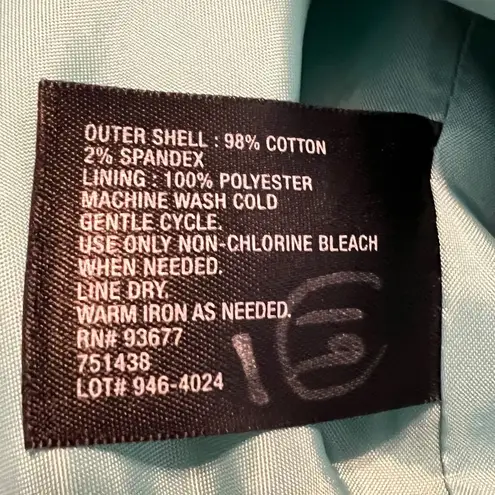 OUTER SHELL : 98% COTTON
2% SPANDEX
LINING : 100% POLYESTER
MACHINE WASH COLD
GENTLE CYCLE.
USE ONLY NON-CHLORINE BLEACH
WHEN NEEDED.
LINE DRY.
WARM IRON AS NEEDED.
RN# 93677
751438
LOT# 946-4024